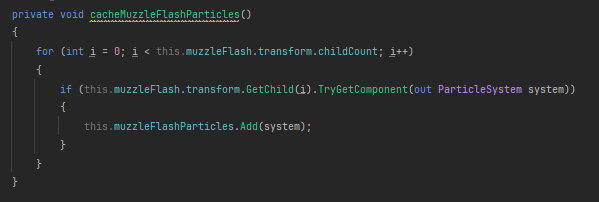 private void cacheMuzzleFlashParticles()
{
for (int i = 0; i < this.muzzleFlash.transform.childCount; i++)
{
if (this.muzzleFlash.transform.GetChild(i).TryGetComponent(out ParticleSystem system))
{
this.muzzleFlashParticles.Add(system);
}
}
}